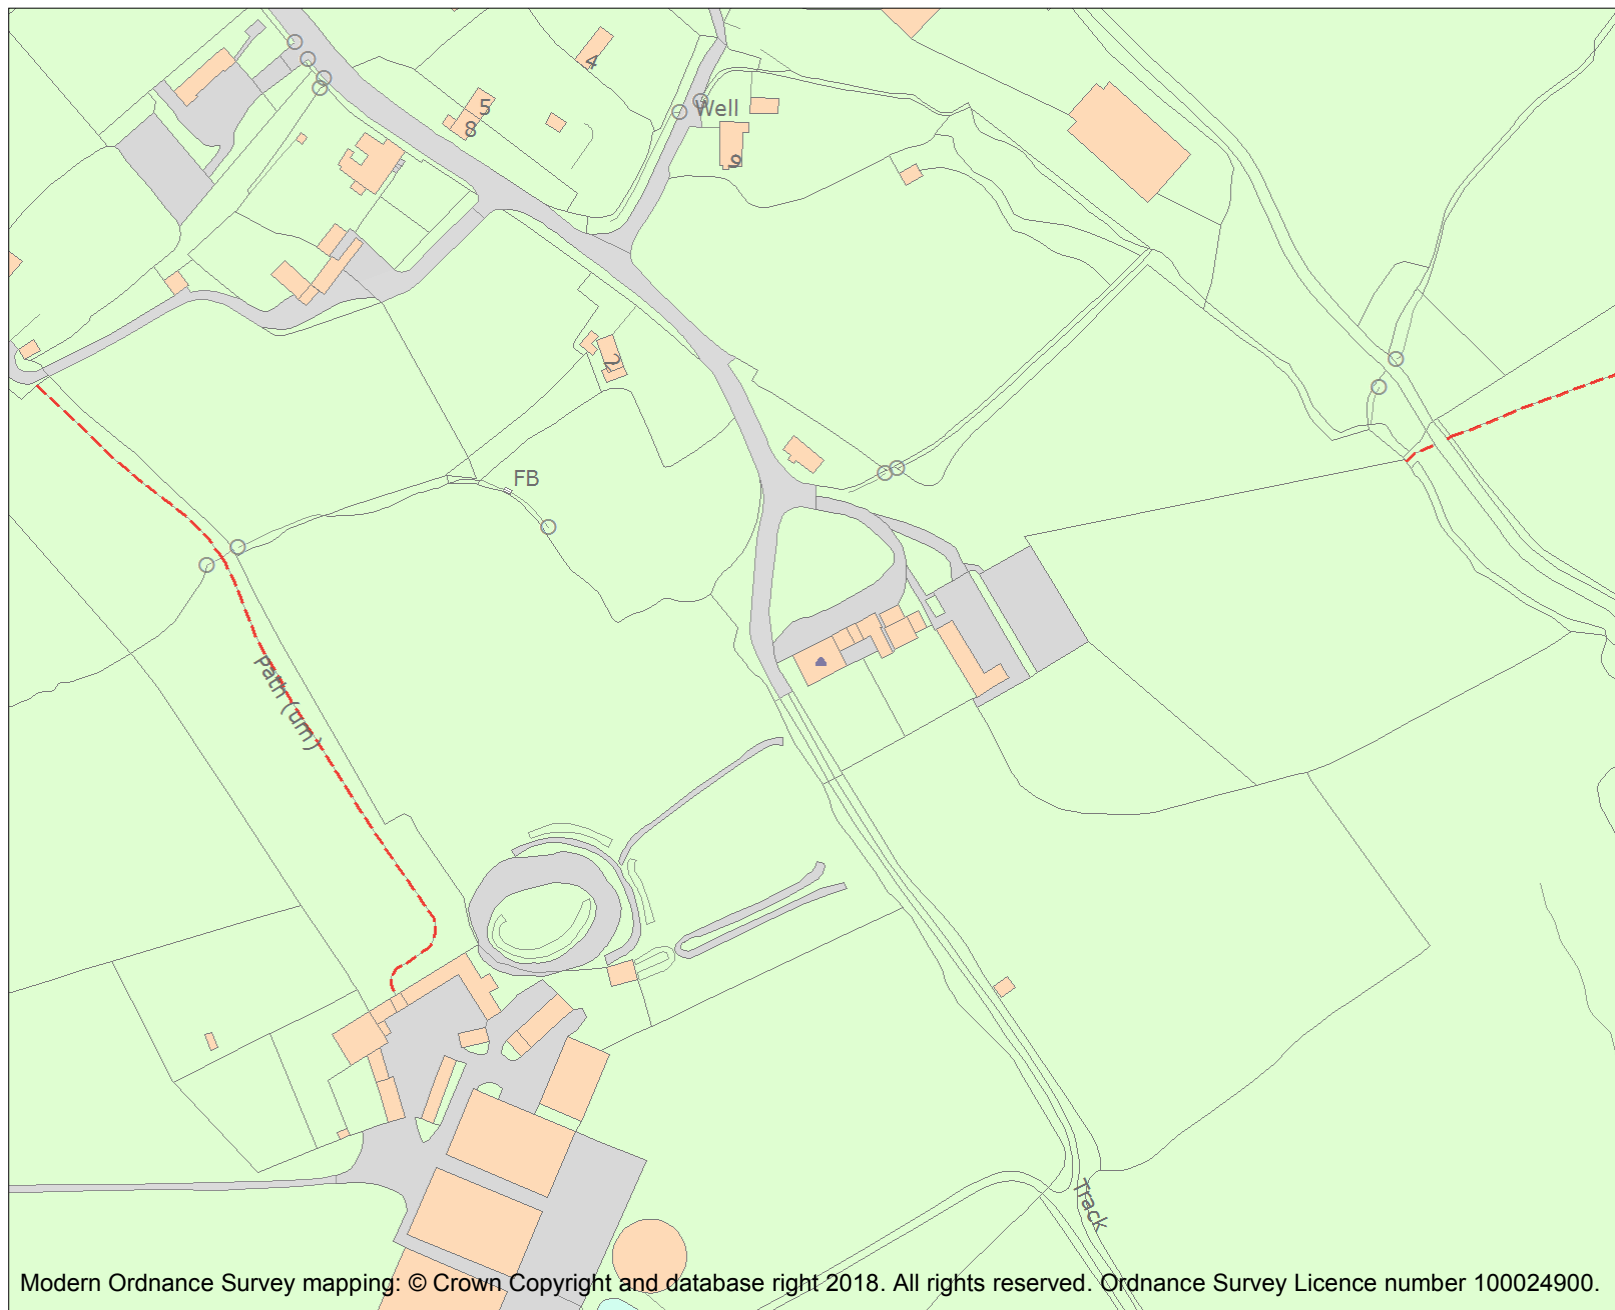 4
5
8
Well
9
2
FB
Path (um)
Track
Modern Ordnance Survey mapping: © Crown Copyright and database right 2018. All rights reserved. Ordnance Survey Licence number 100024900.